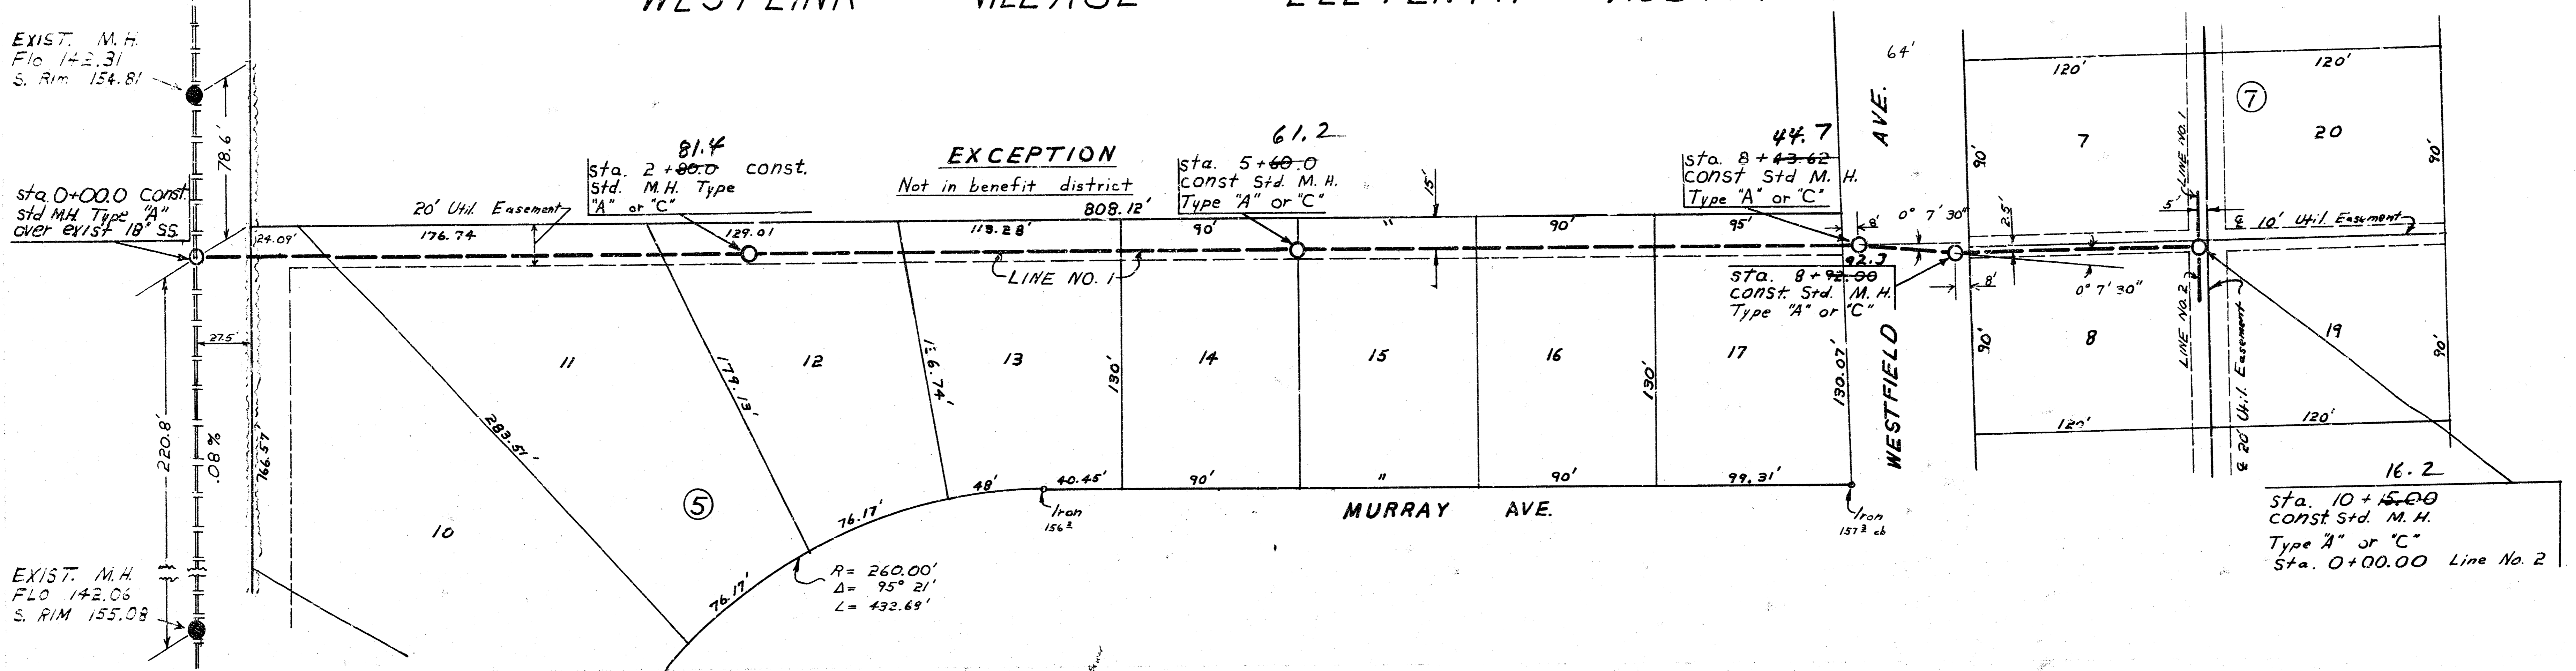 WESTLINK VILLAGE
EXIST. M.H.
Flo 142.31
S. Rim 154.81
78.6'
sta. 0+00.0 Const.
std M.H. Type "A"
over exist 18" SS.
24.09'
27.5'
220.8'
.08 %
766.57
EXIST. M.H.
FLO 142.06
S. RIM 155.08
81.4
sta. 2 + 80.0 const.
Std. M.H. Type
"A" or "C"
20' Util. Easement
176.74
129.01
EXCEPTION
Not in benefit district
808.12'
113.28'
61.2
sta. 5+60.0
const Std. M.H.
Type "A" or "C"
90'
"
15'
90'
95'
44.7
sta. 8+43.62
const Std M.H.
Type "A" or "C"
8'
LINE NO. 1
92.3
sta. 8+92.00
const. Std. M.H.
Type "A" or "C"
10
11
12
13
14
15
16
17
283.51'
179.13'
130'
130'
130.07'
5
76.17'
76.17'
48'
40.45'
90'
"
90'
99.31'
R= 260.00'
Δ= 95° 21'
L= 432.69'
Iron
Iron
MURRAY AVE.
WESTFIELD AVE.
64'
0° 7' 30"
8'
2.5'
0° 7' 30"
120'
120'
7
20
7
90'
90'
LINE NO. 1
5'
℄ 10' Util. Easement
8
19
90'
90'
LINE No. 2
℄ 20' Util. Easement
120'
120'
16.2
sta. 10+15.00
const. Std. M.H.
Type "A" or "C"
Sta. 0+00.00 Line No. 2